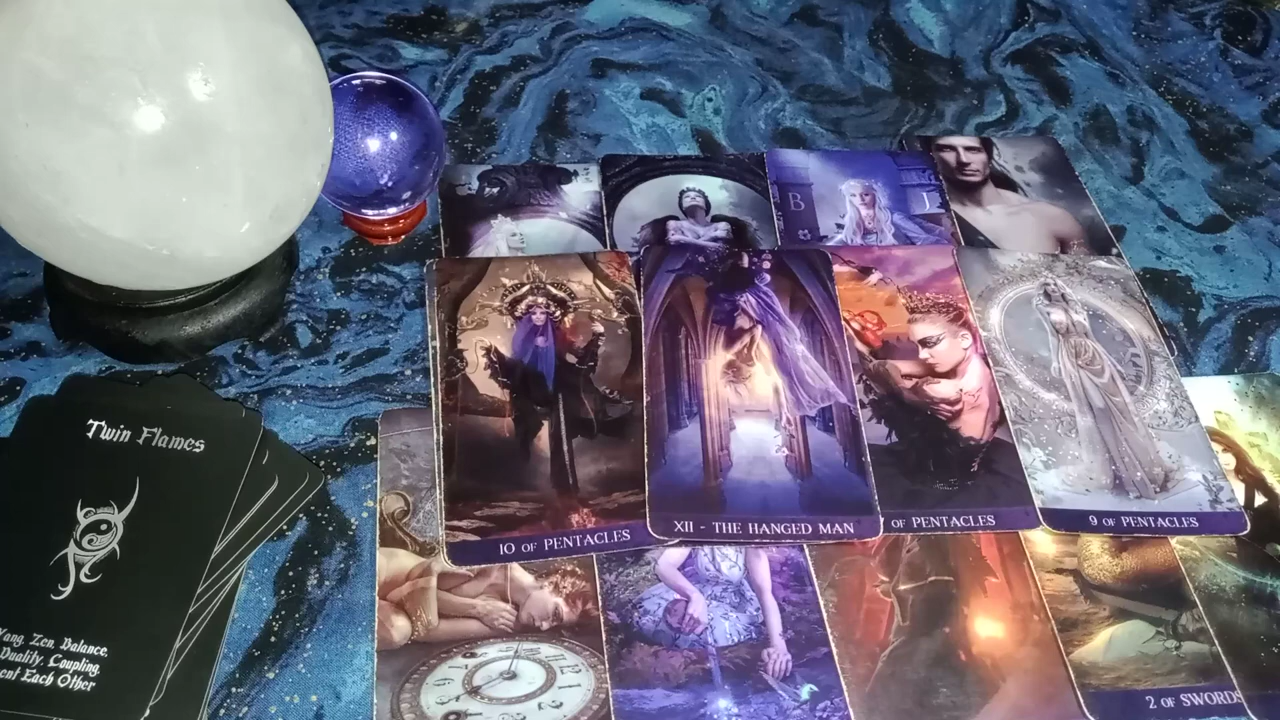 B J
10 OF PENTACLES
XII - THE HANGED MAN
OF PENTACLES
9 OF PENTACLES
2 OF SWORDS
Twin Flames
Yang, Zen, Balance,
Duality, Coupling,
ent Each Other